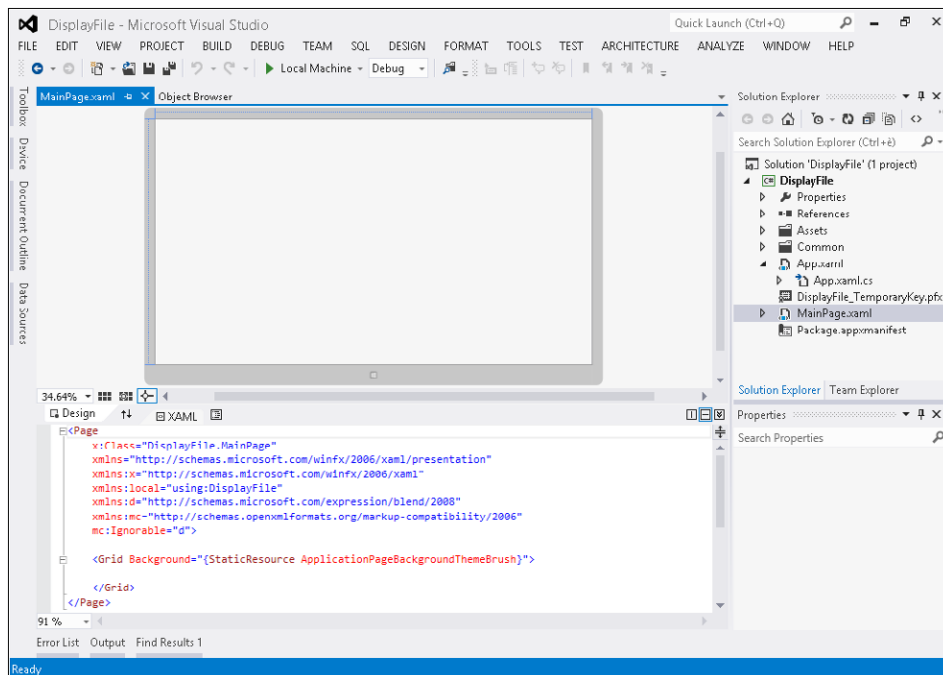 DisplayFile - Microsoft Visual Studio
Quick Launch (Ctrl+Q)
FILE EDIT VIEW PROJECT BUILD DEBUG TEAM SQL DESIGN FORMAT TOOLS TEST ARCHITECTURE ANALYZE WINDOW HELP
Local Machine Debug
Toolbox
Device
Document Outline
Data Sources
MainPage.xaml Object Browser
34.64%
Design XAML
<Page
x:Class="DisplayFile.MainPage"
xmlns="http://schemas.microsoft.com/winfx/2006/xaml/presentation"
xmlns:x="http://schemas.microsoft.com/winfx/2006/xaml"
xmlns:local="using:DisplayFile"
xmlns:d="http://schemas.microsoft.com/expression/blend/2008"
xmlns:mc="http://schemas.openxmlformats.org/markup-compatibility/2006"
mc:Ignorable="d">
<Grid Background="{StaticResource ApplicationPageBackgroundThemeBrush}">
</Grid>
</Page>
91 %
Error List Output Find Results 1
Ready
Solution Explorer
Search Solution Explorer (Ctrl+è)
Solution 'DisplayFile' (1 project)
C# DisplayFile
Properties
References
Assets
Common
App.xaml
App.xaml.cs
DisplayFile_TemporaryKey.pfx
MainPage.xaml
Package.appxmanifest
Solution Explorer Team Explorer
Properties
Search Properties